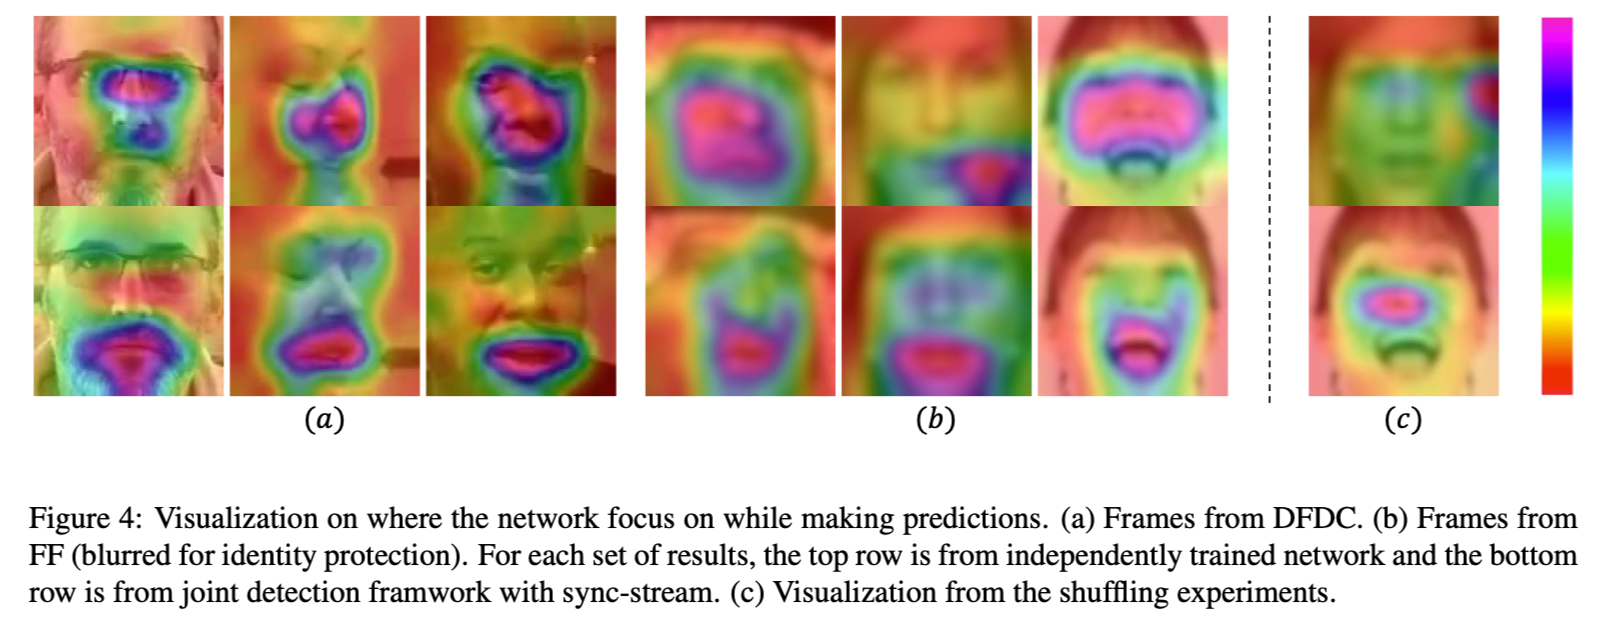 (a)
(b)
(c)
Figure 4: Visualization on where the network focus on while making predictions. (a) Frames from DFDC. (b) Frames from
FF (blurred for identity protection). For each set of results, the top row is from independently trained network and the bottom
row is from joint detection framwork with sync-stream. (c) Visualization from the shuffling experiments.